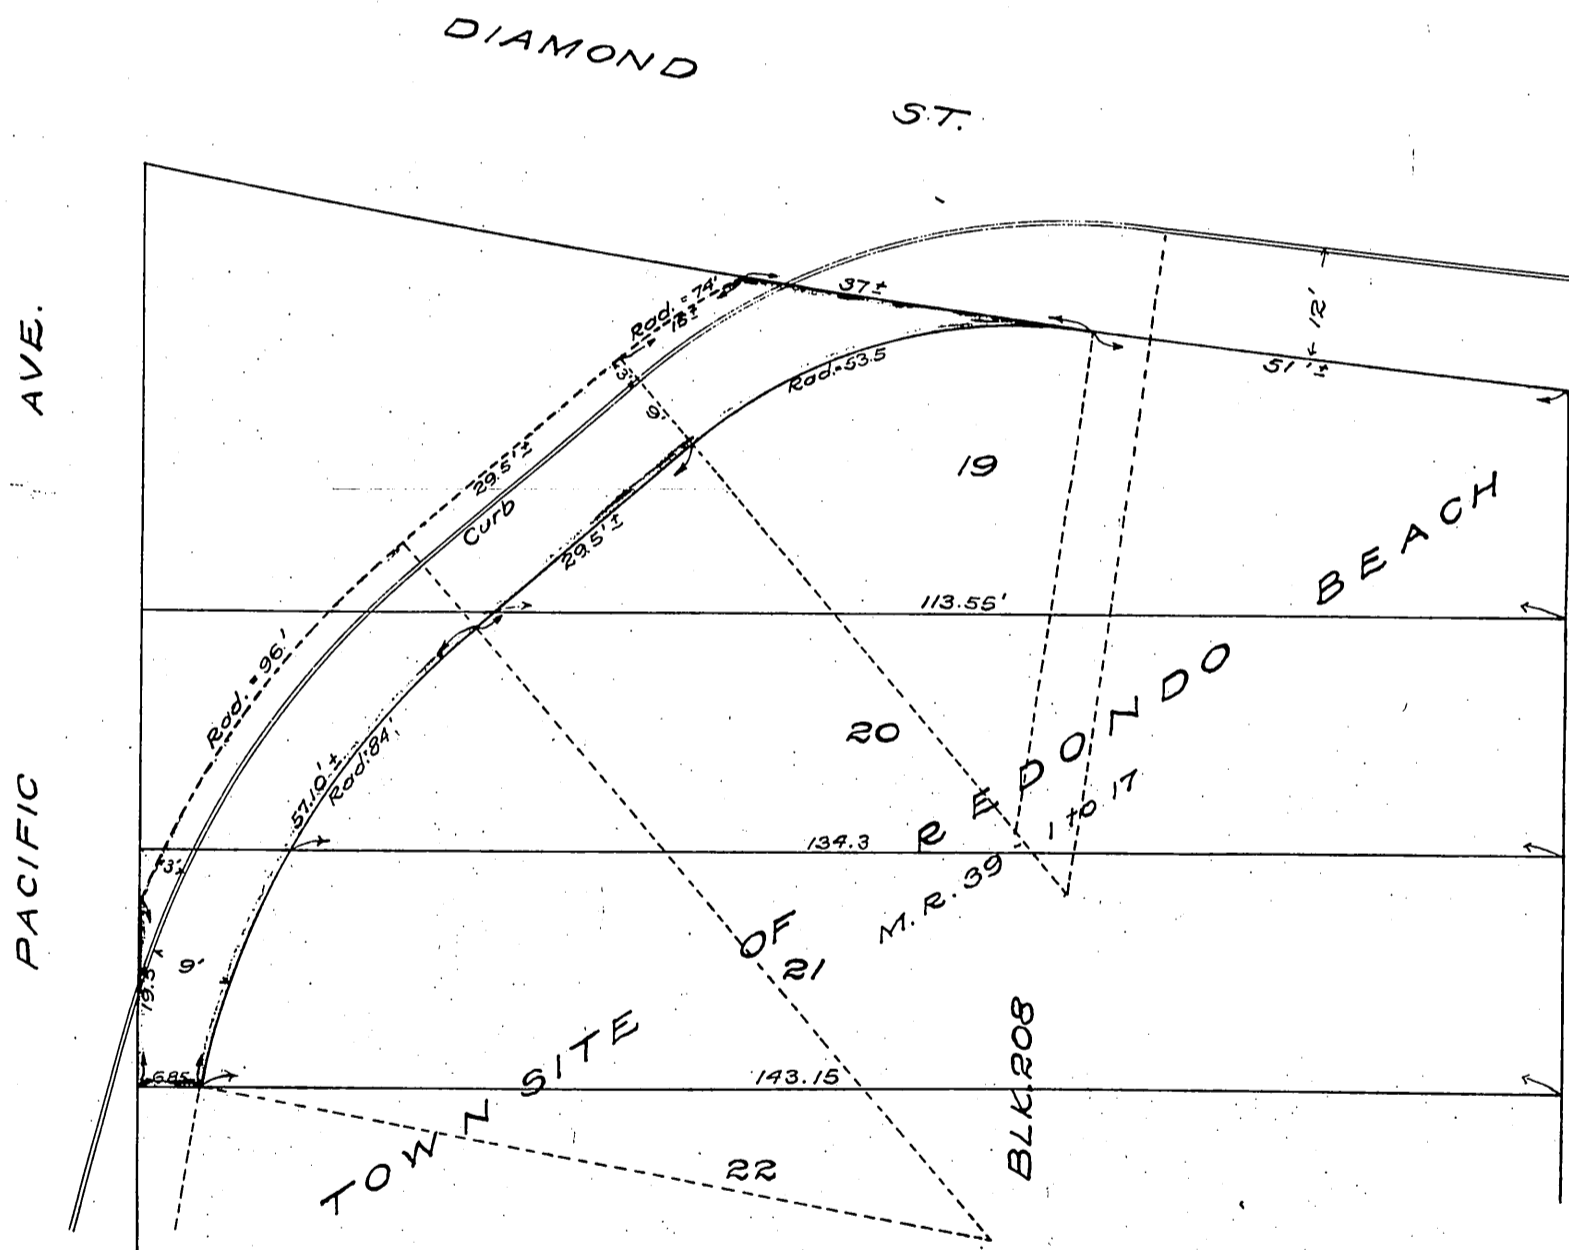 DIAMOND ST.
PACIFIC AVE.
Rad. = 74'
15±
37±
12'
51'±
3'
9'
Rad.=53.5
29.5'±
Curb
29.5'±
19
113.55'
Rad. = 96'
57.10'±
Rad.=84'
20
134.3
3'
9'
19.5
6.85
21
143.15
22
TOWN SITE OF REDONDO BEACH
M.R. 39 - 1 to 17
BLK. 208